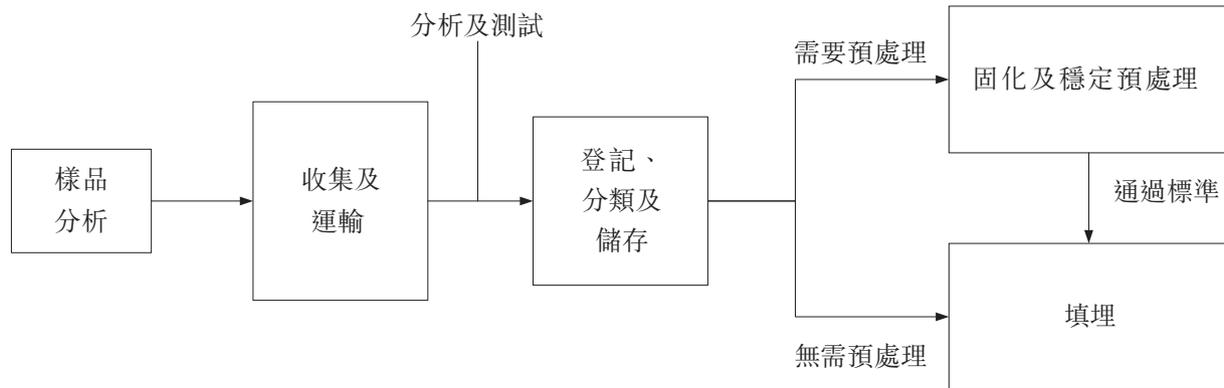 樣品
分析
收集及
運輸
分析及測試
登記、
分類及
儲存
需要預處理
固化及穩定預處理
通過標準
無需預處理
填埋